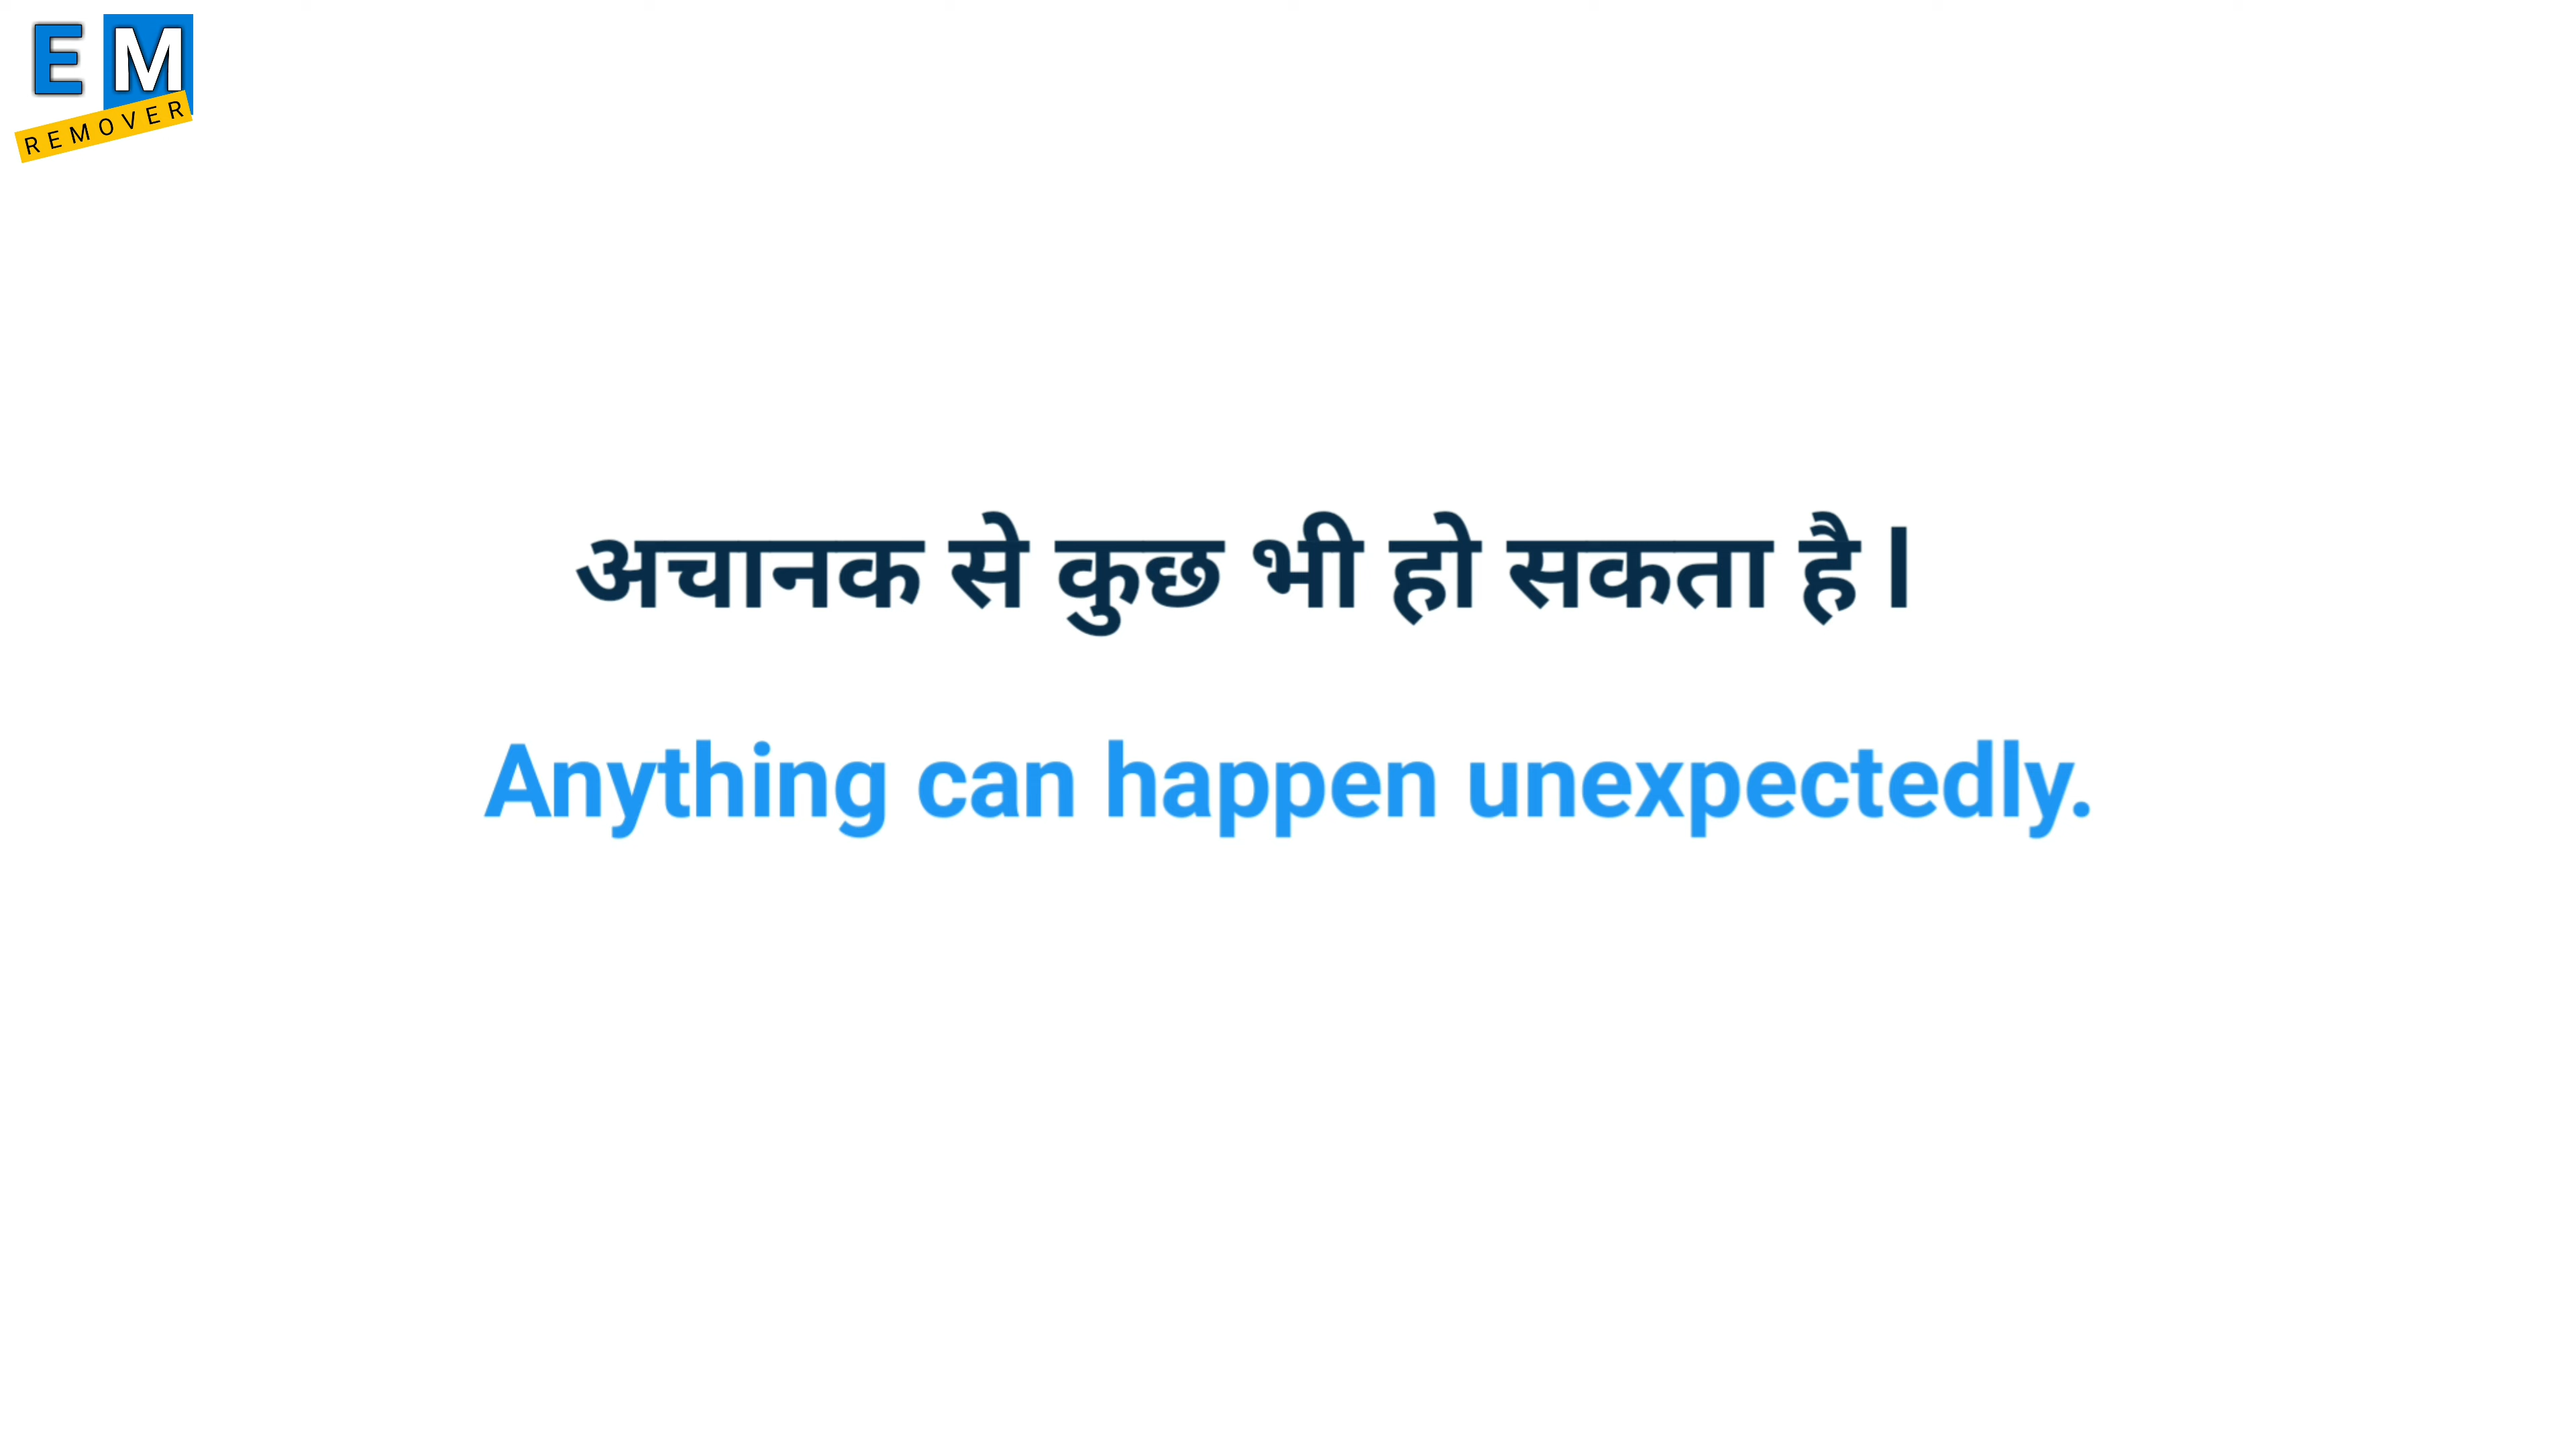 EM
REMOVER
अचानक से कुछ भी हो सकता है।
Anything can happen unexpectedly.